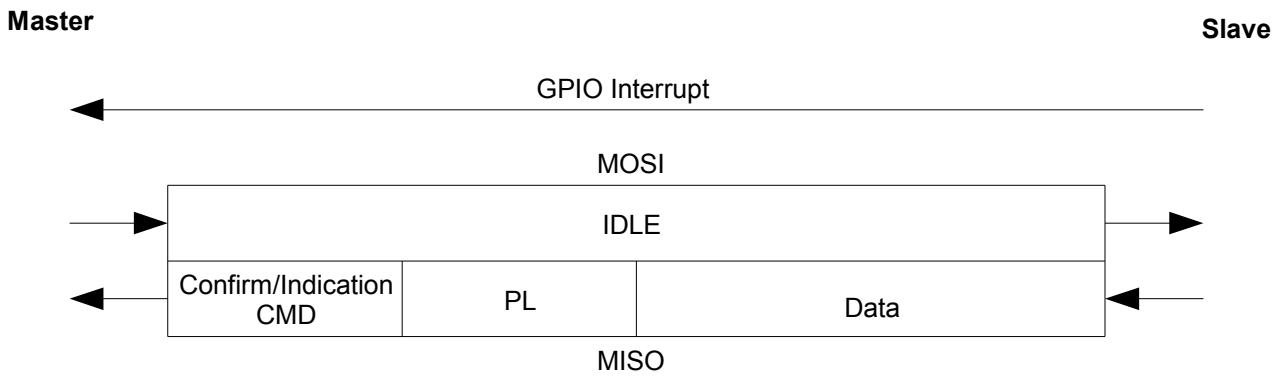 Master
Slave
GPIO Interrupt
MOSI
IDLE
Confirm/Indication
CMD
PL
Data
MISO